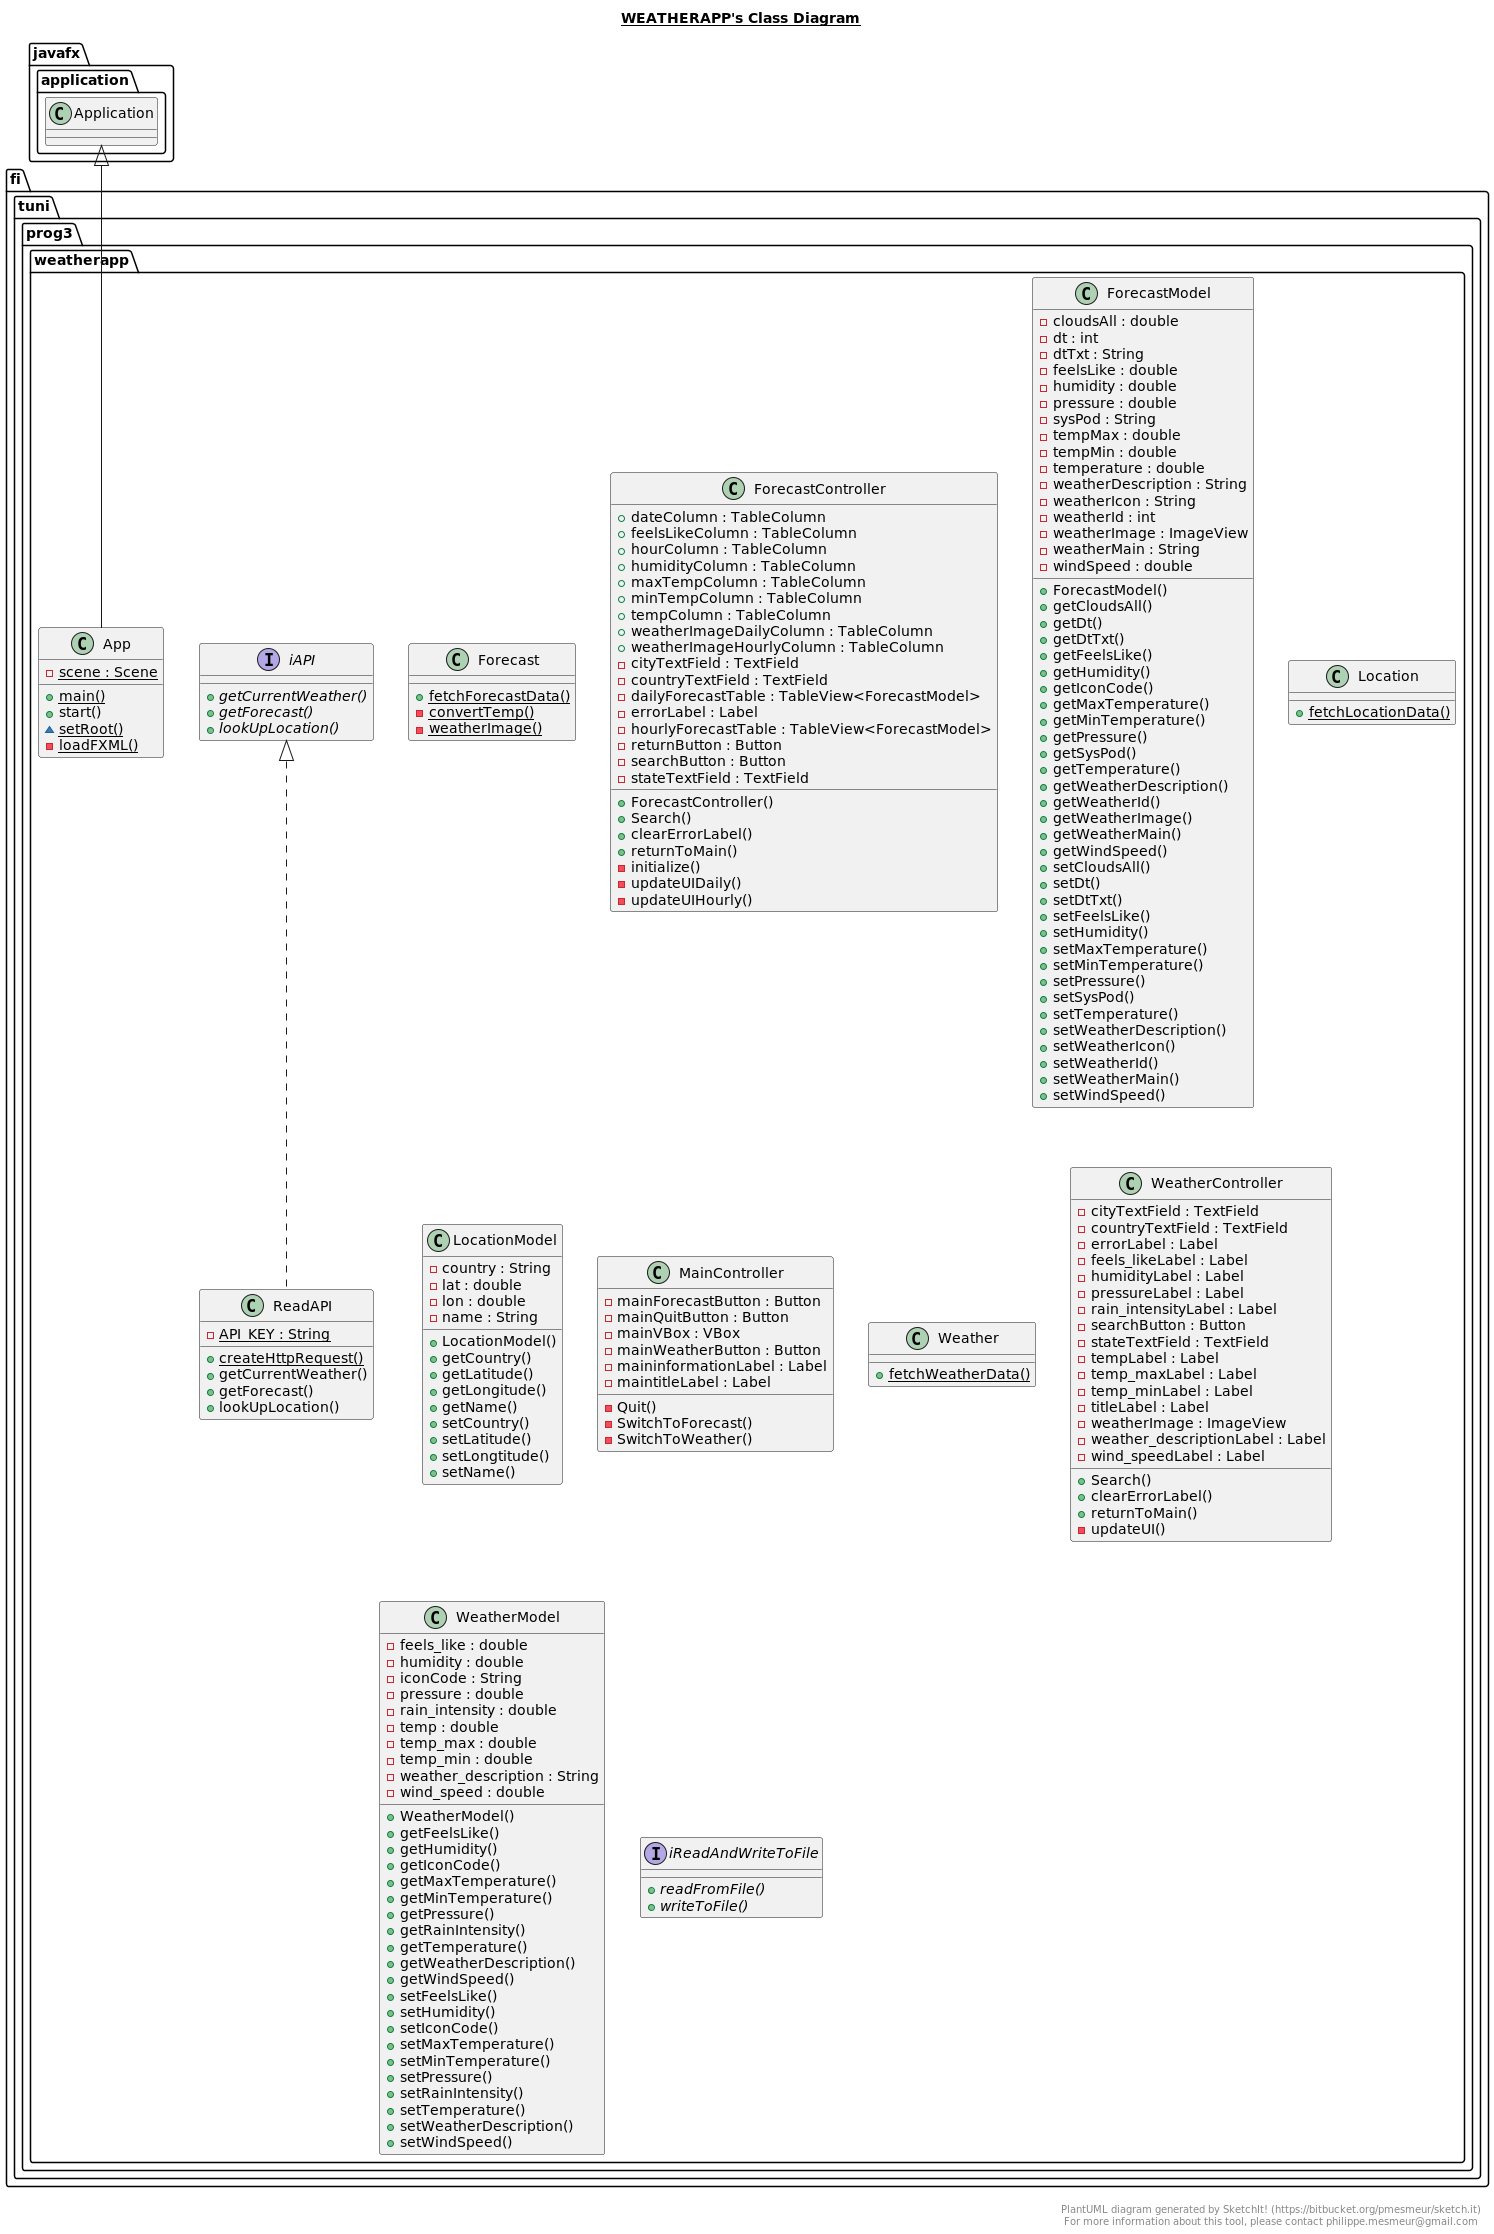 WEATHERAPP's Class Diagram
javafx
application
C Application
fi
tuni
prog3
weatherapp
C App
scene : Scene
main()
start()
setRoot()
loadFXML()
I iAPI
getCurrentWeather()
getForecast()
lookUpLocation()
C Forecast
fetchForecastData()
convertTemp()
weatherImage()
C ForecastController
dateColumn : TableColumn
feelsLikeColumn : TableColumn
hourColumn : TableColumn
humidityColumn : TableColumn
maxTempColumn : TableColumn
minTempColumn : TableColumn
tempColumn : TableColumn
weatherImageDailyColumn : TableColumn
weatherImageHourlyColumn : TableColumn
cityTextField : TextField
countryTextField : TextField
dailyForecastTable : TableView<ForecastModel>
errorLabel : Label
hourlyForecastTable : TableView<ForecastModel>
returnButton : Button
searchButton : Button
stateTextField : TextField
ForecastController()
Search()
clearErrorLabel()
returnToMain()
initialize()
updateUIDaily()
updateUIHourly()
C ForecastModel
cloudsAll : double
dt : int
dtTxt : String
feelsLike : double
humidity : double
pressure : double
sysPod : String
tempMax : double
tempMin : double
temperature : double
weatherDescription : String
weatherIcon : String
weatherId : int
weatherImage : ImageView
weatherMain : String
windSpeed : double
ForecastModel()
getCloudsAll()
getDt()
getDtTxt()
getFeelsLike()
getHumidity()
getIconCode()
getMaxTemperature()
getMinTemperature()
getPressure()
getSysPod()
getTemperature()
getWeatherDescription()
getWeatherId()
getWeatherImage()
getWeatherMain()
getWindSpeed()
setCloudsAll()
setDt()
setDtTxt()
setFeelsLike()
setHumidity()
setMaxTemperature()
setMinTemperature()
setPressure()
setSysPod()
setTemperature()
setWeatherDescription()
setWeatherIcon()
setWeatherId()
setWeatherMain()
setWindSpeed()
C Location
fetchLocationData()
C ReadAPI
API_KEY : String
createHttpRequest()
getCurrentWeather()
getForecast()
lookUpLocation()
C LocationModel
country : String
lat : double
lon : double
name : String
LocationModel()
getCountry()
getLatitude()
getLongitude()
getName()
setCountry()
setLatitude()
setLongtitude()
setName()
C MainController
mainForecastButton : Button
mainQuitButton : Button
mainVBox : VBox
mainWeatherButton : Button
maininformationLabel : Label
maintitleLabel : Label
Quit()
SwitchToForecast()
SwitchToWeather()
C Weather
fetchWeatherData()
C WeatherController
cityTextField : TextField
countryTextField : TextField
errorLabel : Label
feels_likeLabel : Label
humidityLabel : Label
pressureLabel : Label
rain_intensityLabel : Label
searchButton : Button
stateTextField : TextField
tempLabel : Label
temp_maxLabel : Label
temp_minLabel : Label
titleLabel : Label
weatherImage : ImageView
weather_descriptionLabel : Label
wind_speedLabel : Label
Search()
clearErrorLabel()
returnToMain()
updateUI()
C WeatherModel
feels_like : double
humidity : double
iconCode : String
pressure : double
rain_intensity : double
temp : double
temp_max : double
temp_min : double
weather_description : String
wind_speed : double
WeatherModel()
getFeelsLike()
getHumidity()
getIconCode()
getMaxTemperature()
getMinTemperature()
getPressure()
getRainIntensity()
getTemperature()
getWeatherDescription()
getWindSpeed()
setFeelsLike()
setHumidity()
setIconCode()
setMaxTemperature()
setMinTemperature()
setPressure()
setRainIntensity()
setTemperature()
setWeatherDescription()
setWindSpeed()
I iReadAndWriteToFile
readFromFile()
writeToFile()
PlantUML diagram generated by SketchIt! (https://bitbucket.org/pmesmeur/sketch.it)
For more information about this tool, please contact philippe.mesmeur@gmail.com